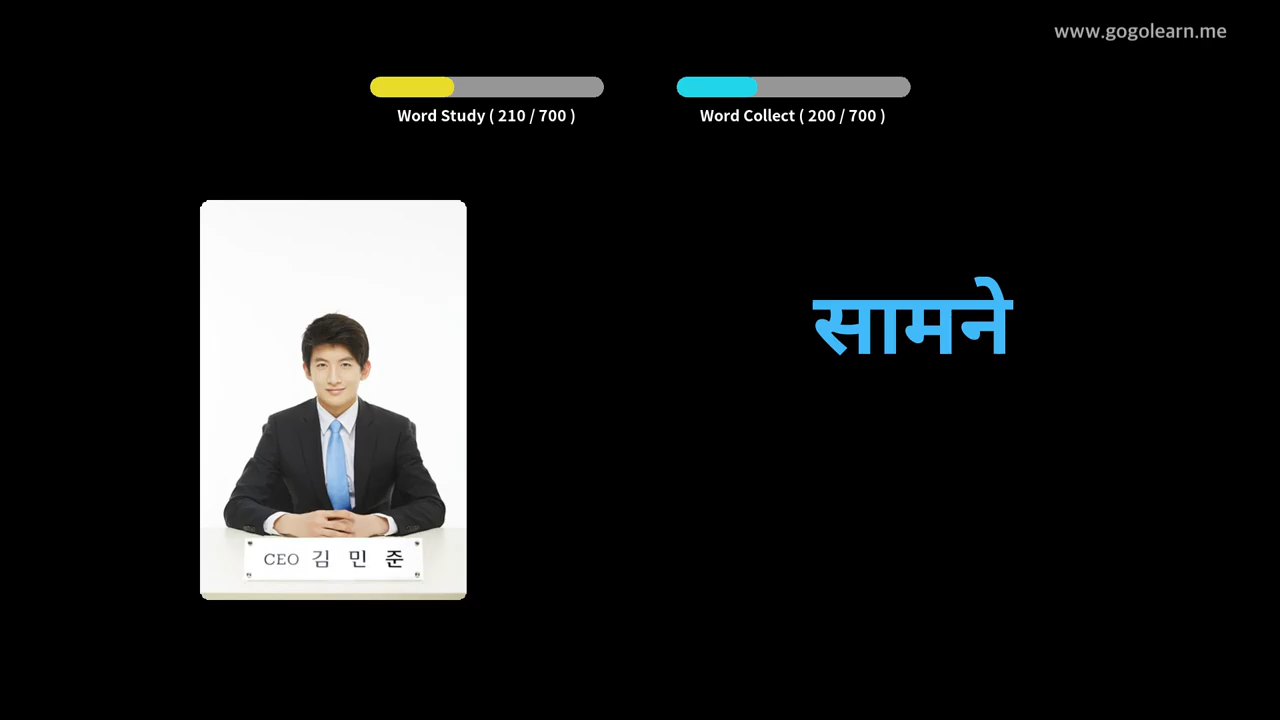 www.gogolearn.me
Word Study ( 210 / 700 )
Word Collect ( 200 / 700 )
सामने
CEO 김 민 준